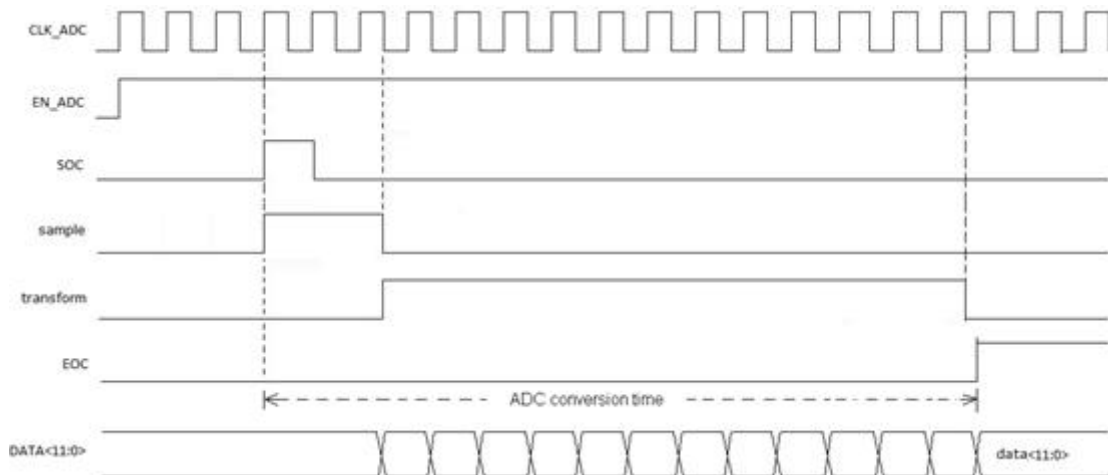 CLK_ADC
EN_ADC
SOC
sample
transform
EOC
ADC conversion time
DATA<11:0>
data<11:0>